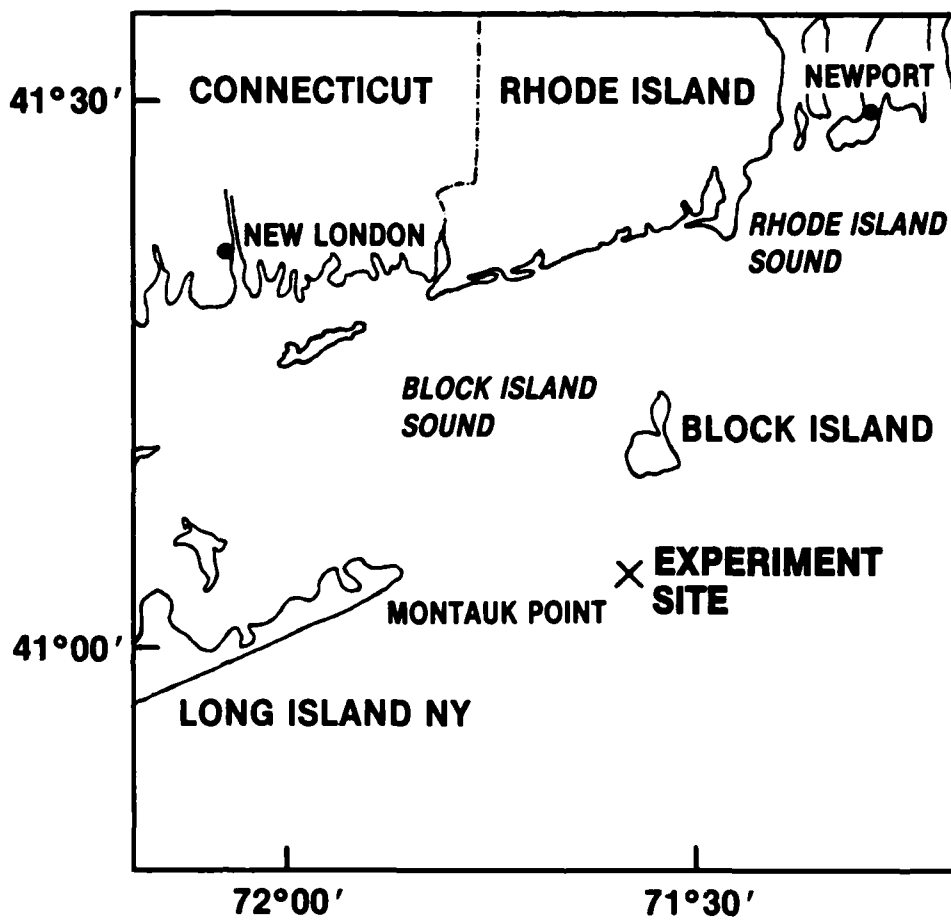 CONNECTICUT
RHODE ISLAND
NEWPORT
41°30′
NEW LONDON
RHODE ISLAND
SOUND
BLOCK ISLAND
SOUND
BLOCK ISLAND
EXPERIMENT
SITE
MONTAUK POINT
41°00′
LONG ISLAND NY
72°00′
71°30′